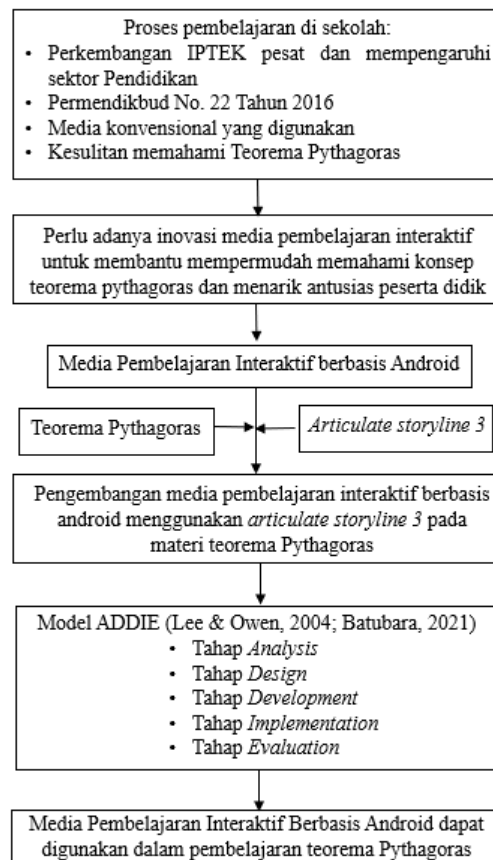 Proses pembelajaran di sekolah:
• Perkembangan IPTEK pesat dan mempengaruhi
sektor Pendidikan
• Permendikbud No. 22 Tahun 2016
• Media konvensional yang digunakan
• Kesulitan memahami Teorema Pythagoras
Perlu adanya inovasi media pembelajaran interaktif
untuk membantu mempermudah memahami konsep
teorema pythagoras dan menarik antusias peserta didik
Media Pembelajaran Interaktif berbasis Android
Teorema Pythagoras
Articulate storyline 3
Pengembangan media pembelajaran interaktif berbasis
android menggunakan articulate storyline 3 pada
materi teorema Pythagoras
Model ADDIE (Lee & Owen, 2004; Batubara, 2021)
• Tahap Analysis
• Tahap Design
• Tahap Development
• Tahap Implementation
• Tahap Evaluation
Media Pembelajaran Interaktif Berbasis Android dapat
digunakan dalam pembelajaran teorema Pythagoras